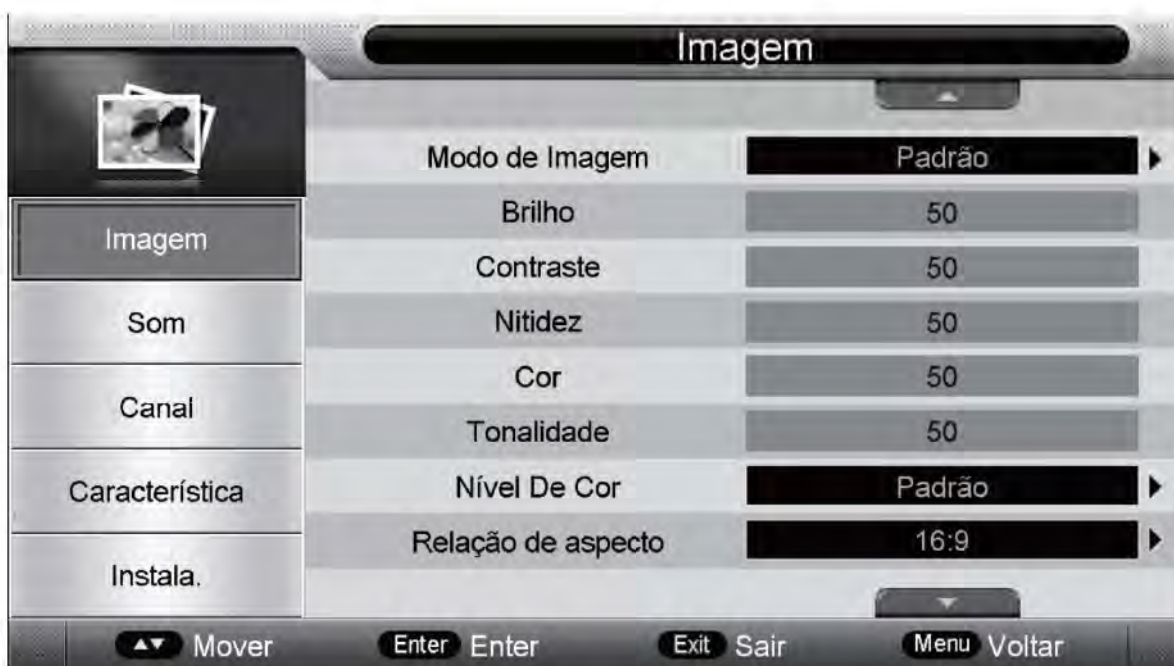 Imagem
Modo de Imagem Padrão
Brilho 50
Contraste 50
Nitidez 50
Cor 50
Tonalidade 50
Nível De Cor Padrão
Relação de aspecto 16:9
Imagem
Som
Canal
Característica
Instala.
Mover Enter Enter Exit Sair Menu Voltar